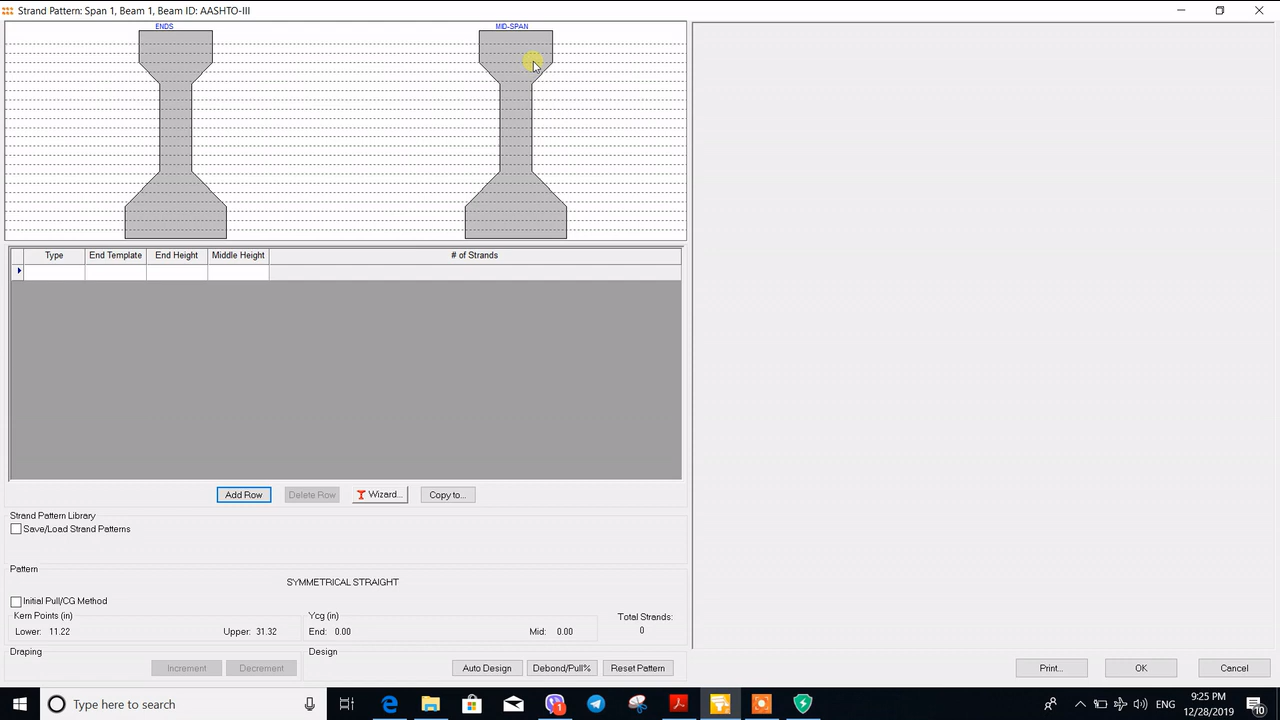 Strand Pattern: Span 1, Beam 1, Beam ID: AASHTO-III
ENDS
MID-SPAN
Type End Template End Height Middle Height # of Strands
Add Row Delete Row Wizard... Copy to...
Strand Pattern Library
Save/Load Strand Patterns
Pattern
SYMMETRICAL STRAIGHT
Initial Pull/CG Method
Kern Points (in) Ycg (in) Total Strands:
Lower: 11.22 Upper: 31.32 End: 0.00 Mid: 0.00 0
Draping Design
Increment Decrement Auto Design Debond/Pull% Reset Pattern Print... OK Cancel
Type here to search
ENG
9:25 PM
12/28/2019
10